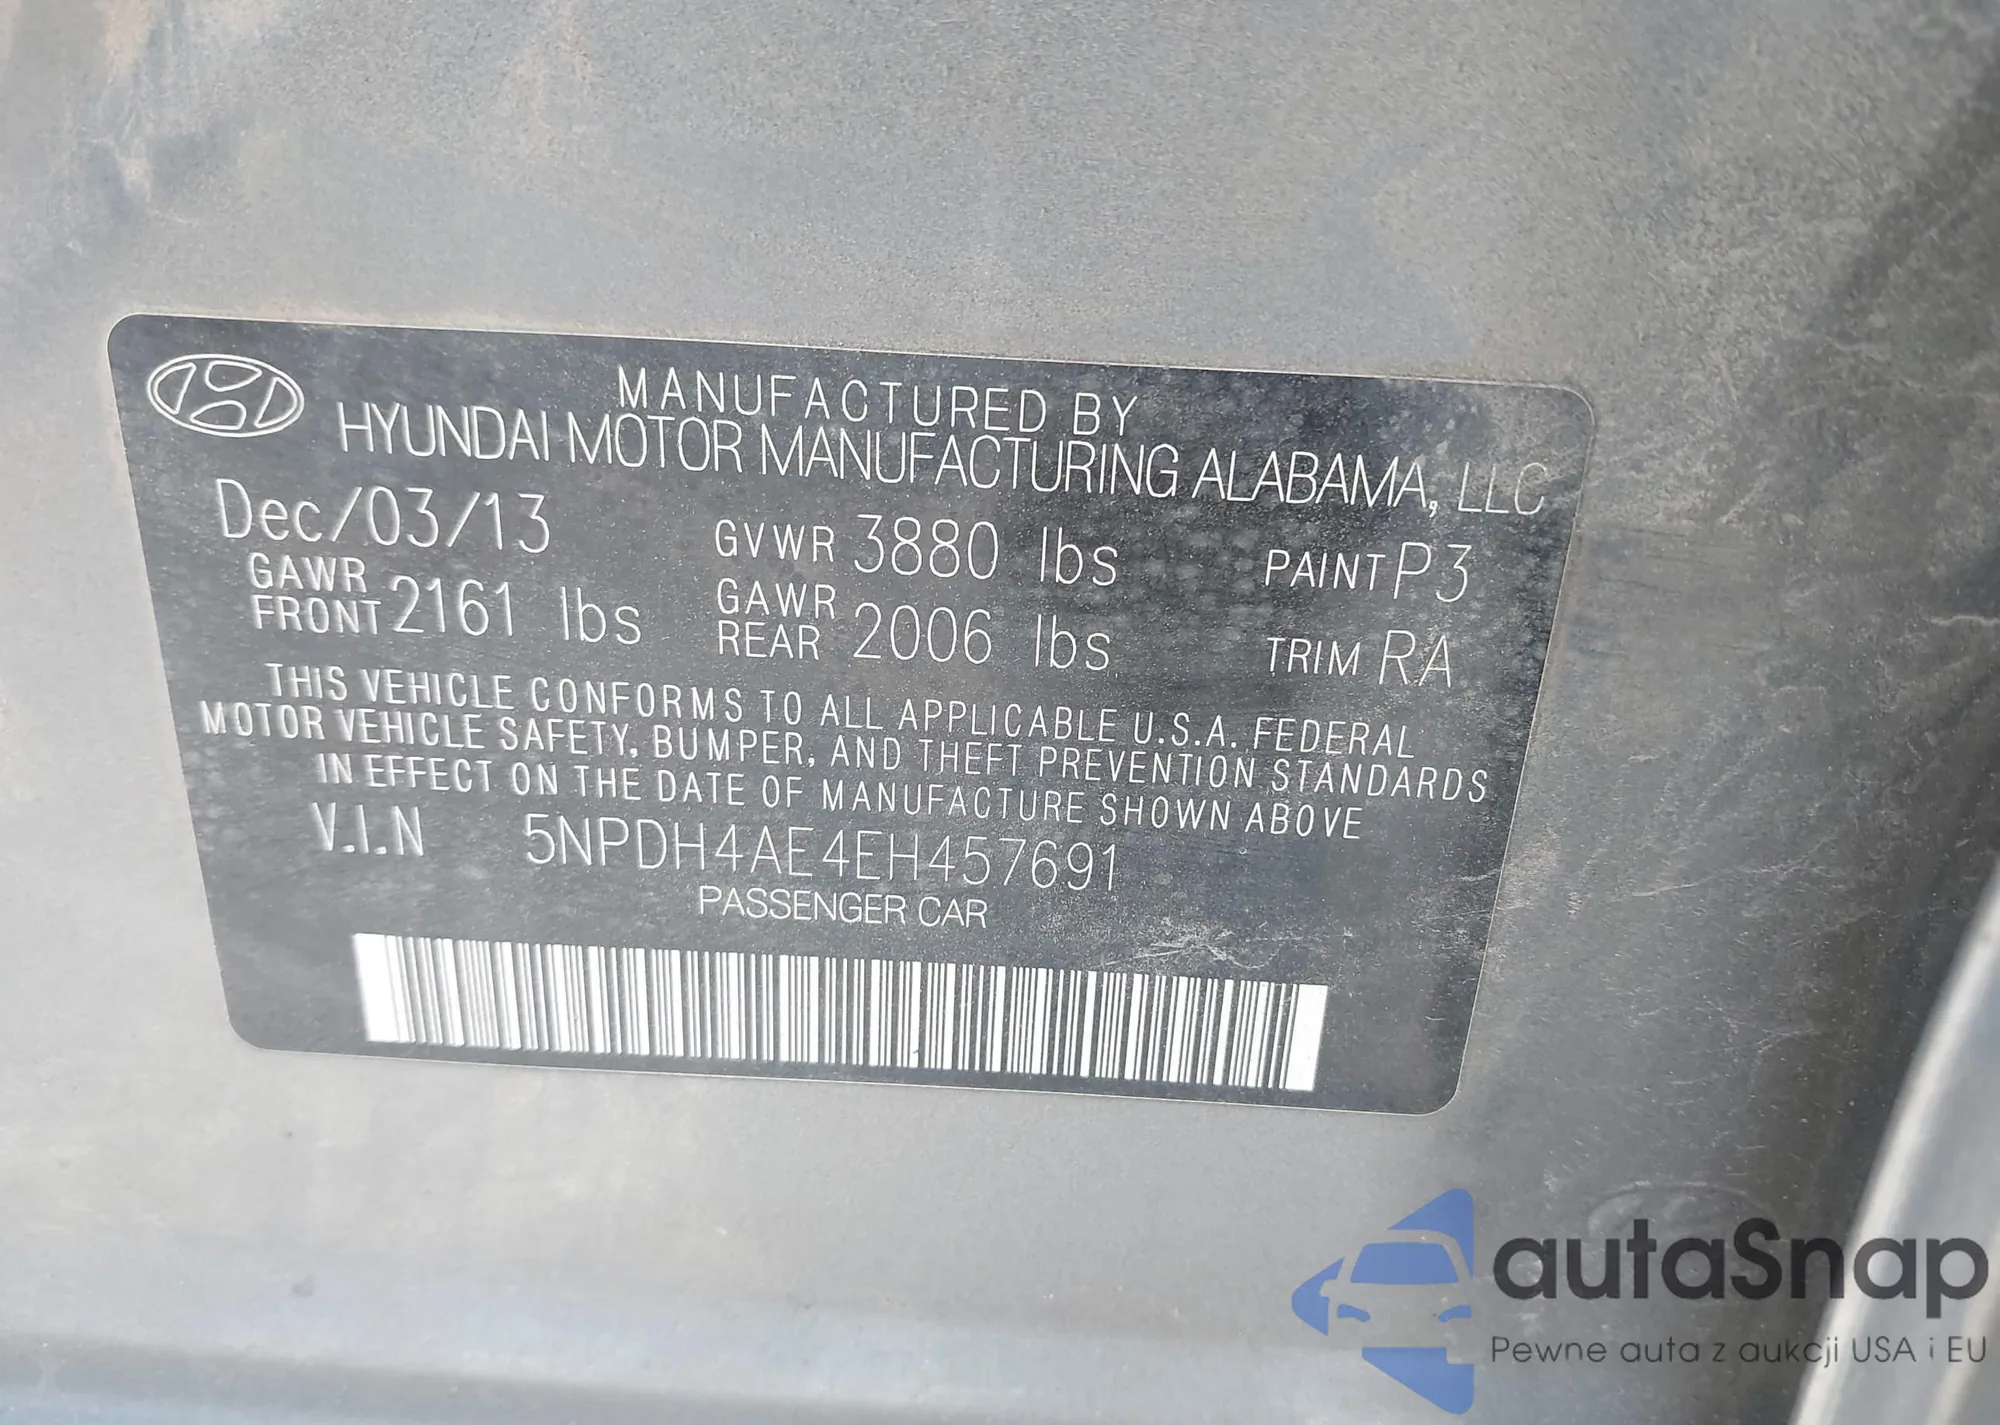 MANUFACTURED BY
HYUNDAI MOTOR MANUFACTURING ALABAMA, LLC
Dec/03/13 GVWR 3880 lbs PAINT P3
GAWR FRONT 2161 lbs GAWR REAR 2006 lbs TRIM RA
THIS VEHICLE CONFORMS TO ALL APPLICABLE U.S.A. FEDERAL
MOTOR VEHICLE SAFETY, BUMPER, AND THEFT PREVENTION STANDARDS
IN EFFECT ON THE DATE OF MANUFACTURE SHOWN ABOVE
V.I.N 5NPDH4AE4EH457691
PASSENGER CAR
autaSnap
Pewne auta z aukcji USA i EU